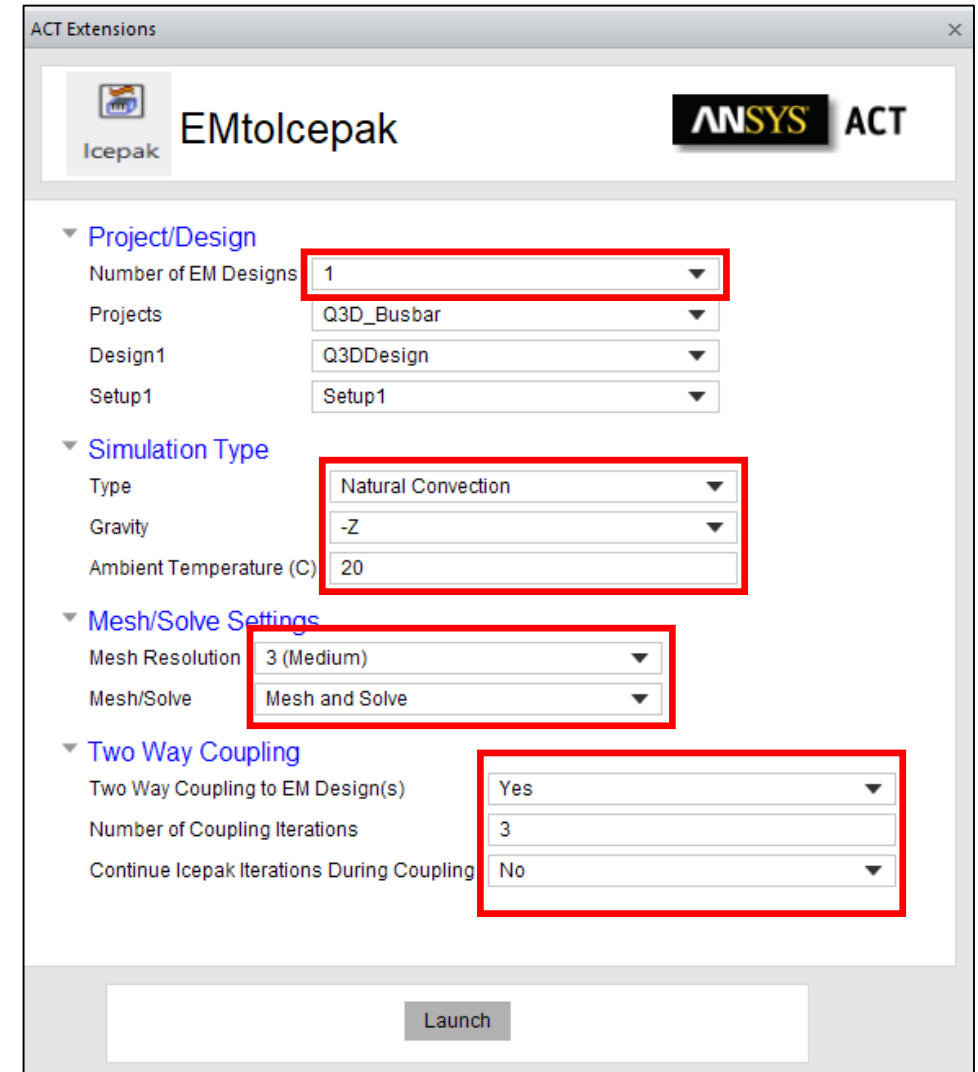 ACT Extensions
Icepak
EMtoIcepak
ANSYS ACT
Project/Design
Number of EM Designs 1
Projects Q3D_Busbar
Design1 Q3DDesign
Setup1 Setup1
Simulation Type
Type Natural Convection
Gravity -Z
Ambient Temperature (C) 20
Mesh/Solve Settings
Mesh Resolution 3 (Medium)
Mesh/Solve Mesh and Solve
Two Way Coupling
Two Way Coupling to EM Design(s) Yes
Number of Coupling Iterations 3
Continue Icepak Iterations During Coupling No
Launch